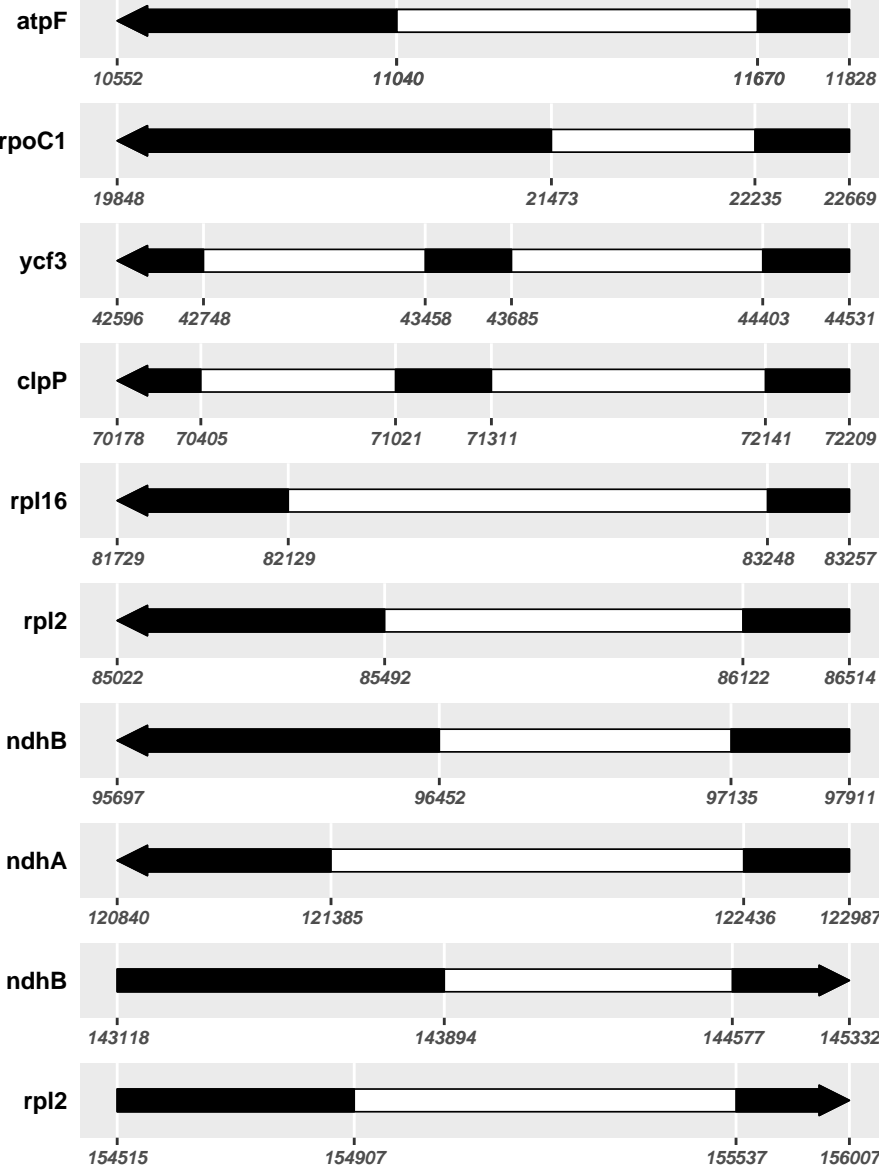 atpF
10552 11040 11670 11828
rpoC1
19848 21473 22235 22669
ycf3
42596 42748 43458 43685 44403 44531
clpP
70178 70405 71021 71311 72141 72209
rpl16
81729 82129 83248 83257
rpl2
85022 85492 86122 86514
ndhB
95697 96452 97135 97911
ndhA
120840 121385 122436 122987
ndhB
143118 143894 144577 145332
rpl2
154515 154907 155537 156007